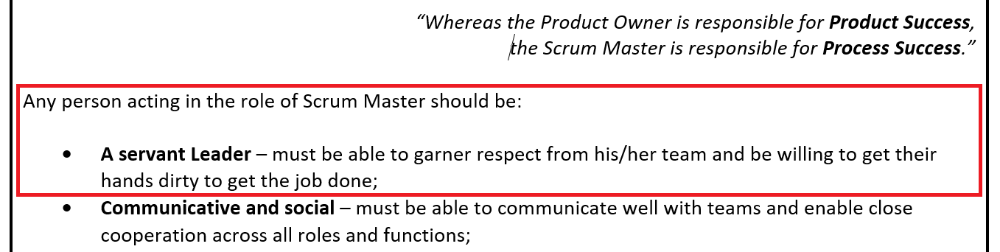 “Whereas the Product Owner is responsible for Product Success,
the Scrum Master is responsible for Process Success.”
Any person acting in the role of Scrum Master should be:
• A servant Leader – must be able to garner respect from his/her team and be willing to get their
hands dirty to get the job done;
• Communicative and social – must be able to communicate well with teams and enable close
cooperation across all roles and functions;